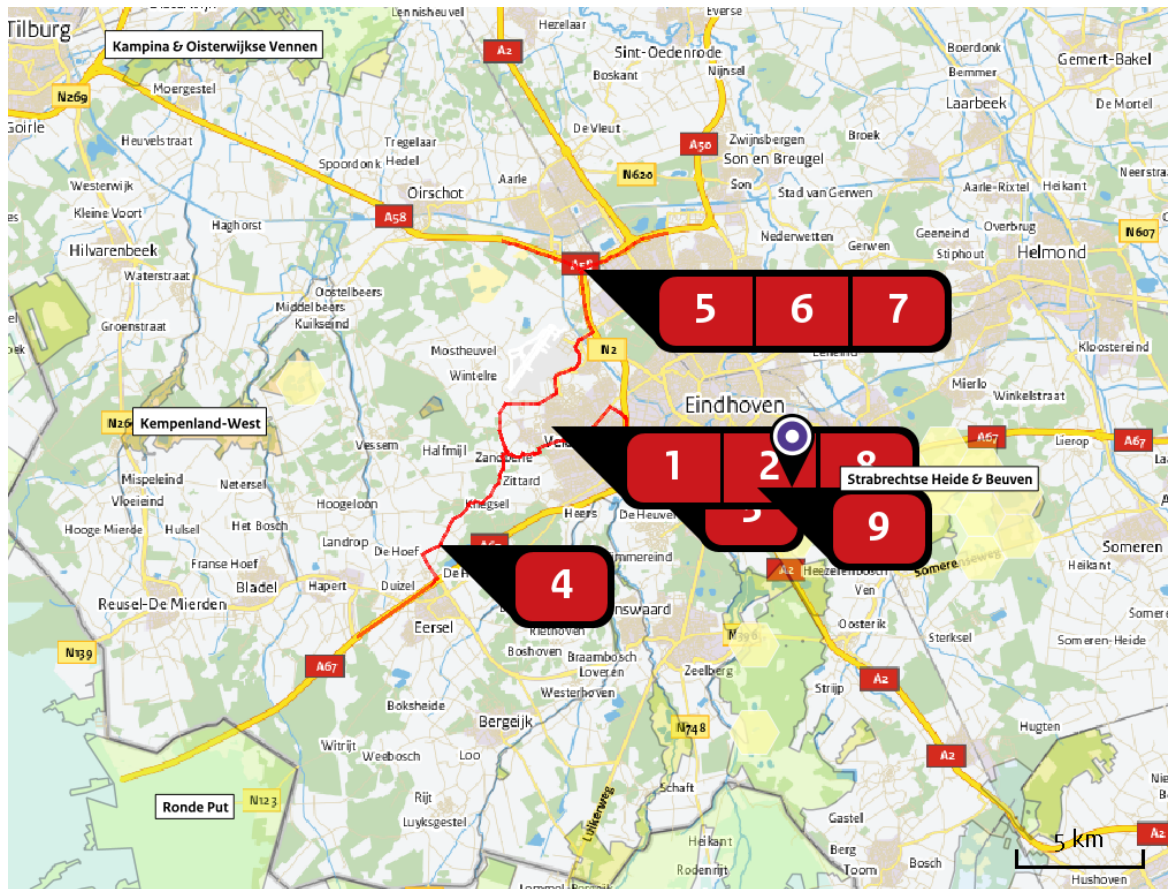 Lennisheuvel
Everse
Tilburg
Hezelaar
Kampina & Oisterwijkse Vennen
A2
Sint-Oedenrode
Boerdonk
Gemert-Bakel
Boskant
Nijnsel
Bemmer
N269
Moergestel
Laarbeek
De Mortel
Goirle
De Vleut
Heuvelstraat
Tregelaar
A50
Zwijnsbergen
Broek
Spoordonk
Hedel
Son en Breugel
Aarle
N620
Westerwijk
Oirschot
Son
Stad van Gerwen
Aarle-Rixtel
Heikant
Neerstraat
Kleine Voort
A58
Haghorst
Nederwetten
Geeneind
Overbrug
N607
Hilvarenbeek
Gerwen
Stiphout
Helmond
Waterstraat
A58
Oostelbeers
Middelbeers
Kuikseind
5
6
7
Groenstraat
Mostheuvel
N2
Kloostereind
Wintelre
Mierlo
Winkelstraat
Eindhoven
Kempenland-West
Vessem
Halfmijl
A67
Lierop
A67
Zittard
1
2
8
Strabrechtse Heide & Beuven
Mispeleind
Netersel
Vloeieind
Hoogeloon
Knegsel
Heers
3
9
Hooge Mierde
Hulsel
Het Bosch
Landrop
De Hoef
A67
Someren
Franse Hoef
4
A2
Heezerenbosch
Heikant
Bladel
Hapert
Duizel
Ven
Reusel-De Mierden
Eersel
Riethoven
Oosterik
Someren-Heide
N139
Boshoven
Braambosch
Loveren
Sterksel
A67
Zeelberg
A2
Westerhoven
Strijp
Boksheide
Bergeijk
N748
Hugten
Witrijt
Weebosch
Loo
A2
Ronde Put
N123
Rijt
Schaft
Luyksgestel
Luikerweg
Gastel
5 km
A2
Heikant
Berg
Toom
Bosch
Rodenrijt
Hushoven